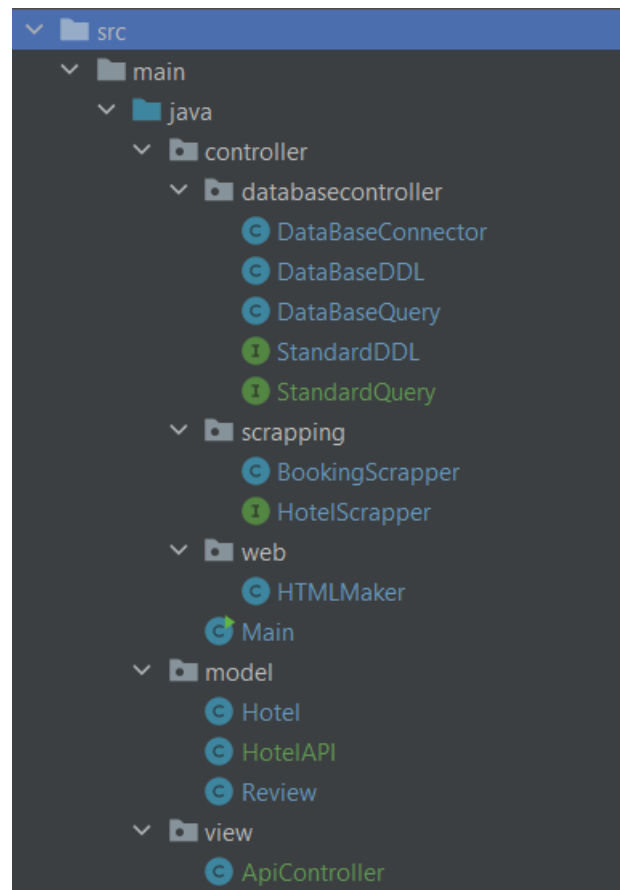 src
main
java
controller
databasecontroller
C DataBaseConnector
C DataBaseDDL
C DataBaseQuery
I StandardDDL
I StandardQuery
scrapping
C BookingScrapper
I HotelScrapper
web
C HTMLMaker
C Main
model
C Hotel
C HotelAPI
C Review
view
C ApiController